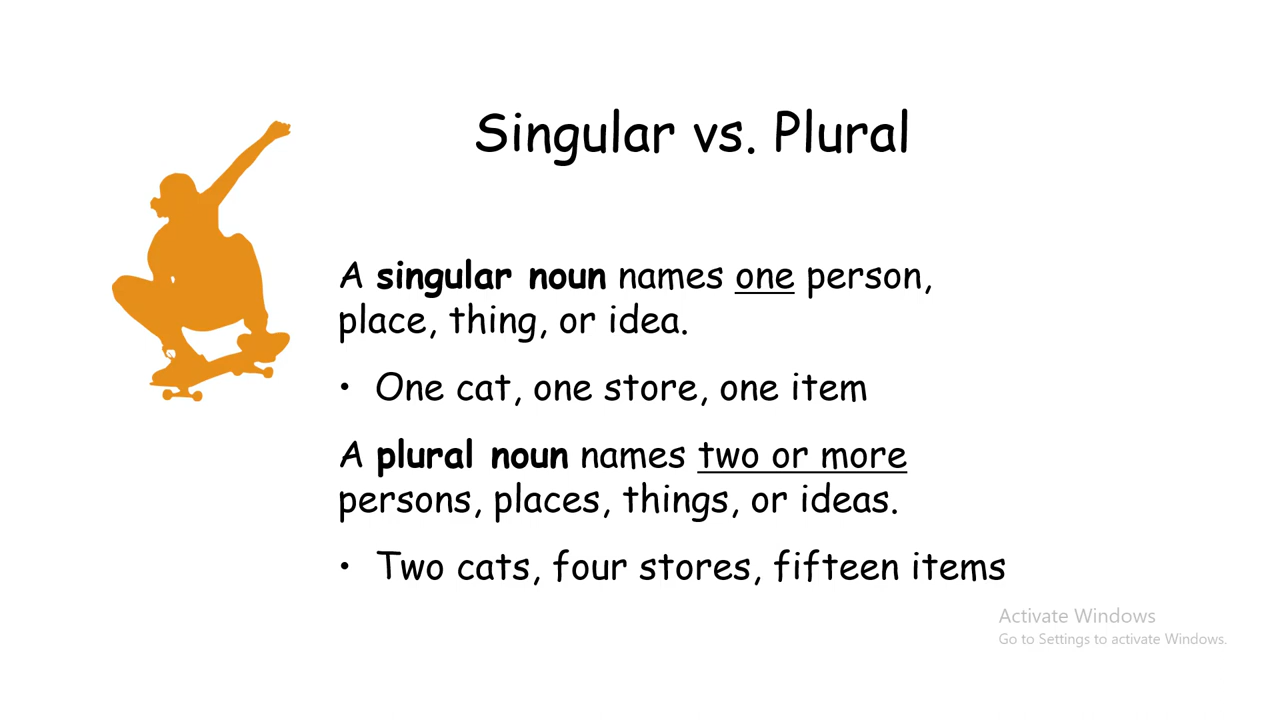 Singular vs. Plural
A singular noun names one person,
place, thing, or idea.
• One cat, one store, one item
A plural noun names two or more
persons, places, things, or ideas.
• Two cats, four stores, fifteen items
Activate Windows
Go to Settings to activate Windows.